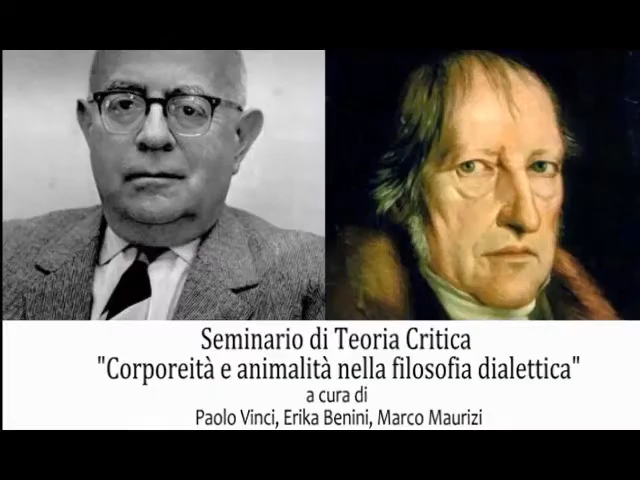 Seminario di Teoria Critica
"Corporeità e animalità nella filosofia dialettica"
a cura di
Paolo Vinci, Erika Benini, Marco Maurizi